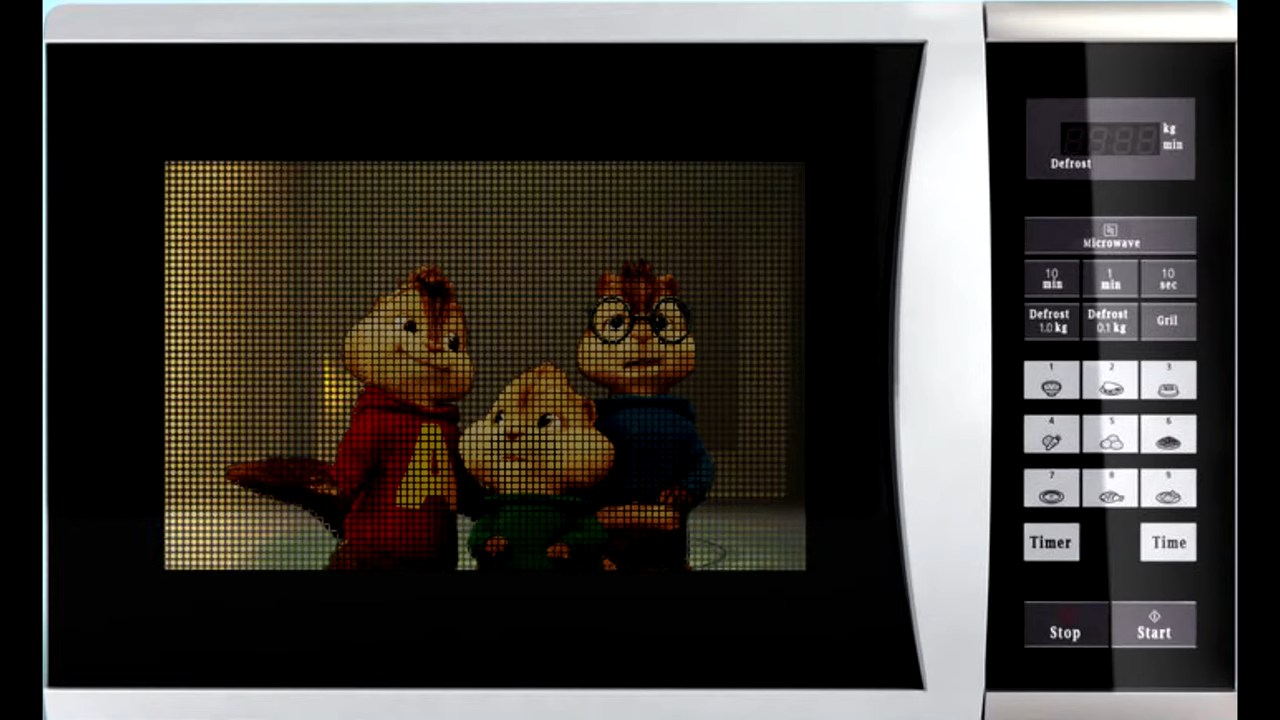 kg
min
Defrost
Microwave
10 min
1 min
10 sec
Defrost 1.0 kg
Defrost 0.1 kg
Gril
1
2
3
4
5
6
7
8
9
Timer
Time
Stop
Start